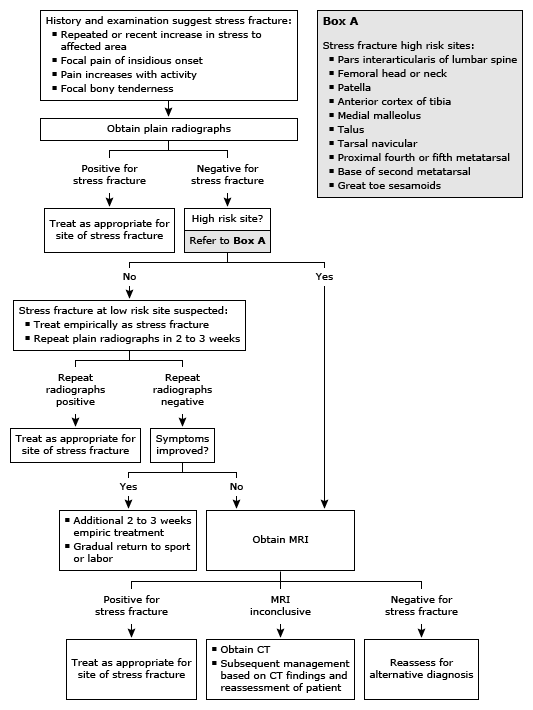 History and examination suggest stress fracture:
▪ Repeated or recent increase in stress to
affected area
▪ Focal pain of insidious onset
▪ Pain increases with activity
▪ Focal bony tenderness
Box A
Stress fracture high risk sites:
▪ Pars interarticularis of lumbar spine
▪ Femoral head or neck
▪ Patella
▪ Anterior cortex of tibia
▪ Medial malleolus
▪ Talus
▪ Tarsal navicular
▪ Proximal fourth or fifth metatarsal
▪ Base of second metatarsal
▪ Great toe sesamoids
Obtain plain radiographs
Positive for
stress fracture
Negative for
stress fracture
Treat as appropriate for
site of stress fracture
High risk site?
Refer to Box A
No
Yes
Stress fracture at low risk site suspected:
▪ Treat empirically as stress fracture
▪ Repeat plain radiographs in 2 to 3 weeks
Repeat
radiographs
positive
Repeat
radiographs
negative
Treat as appropriate for
site of stress fracture
Symptoms
improved?
Yes
No
▪ Additional 2 to 3 weeks
empiric treatment
▪ Gradual return to sport
or labor
Obtain MRI
Positive for
stress fracture
MRI
inconclusive
Negative for
stress fracture
Treat as appropriate for
site of stress fracture
▪ Obtain CT
▪ Subsequent management
based on CT findings and
reassessment of patient
Reassess for
alternative diagnosis